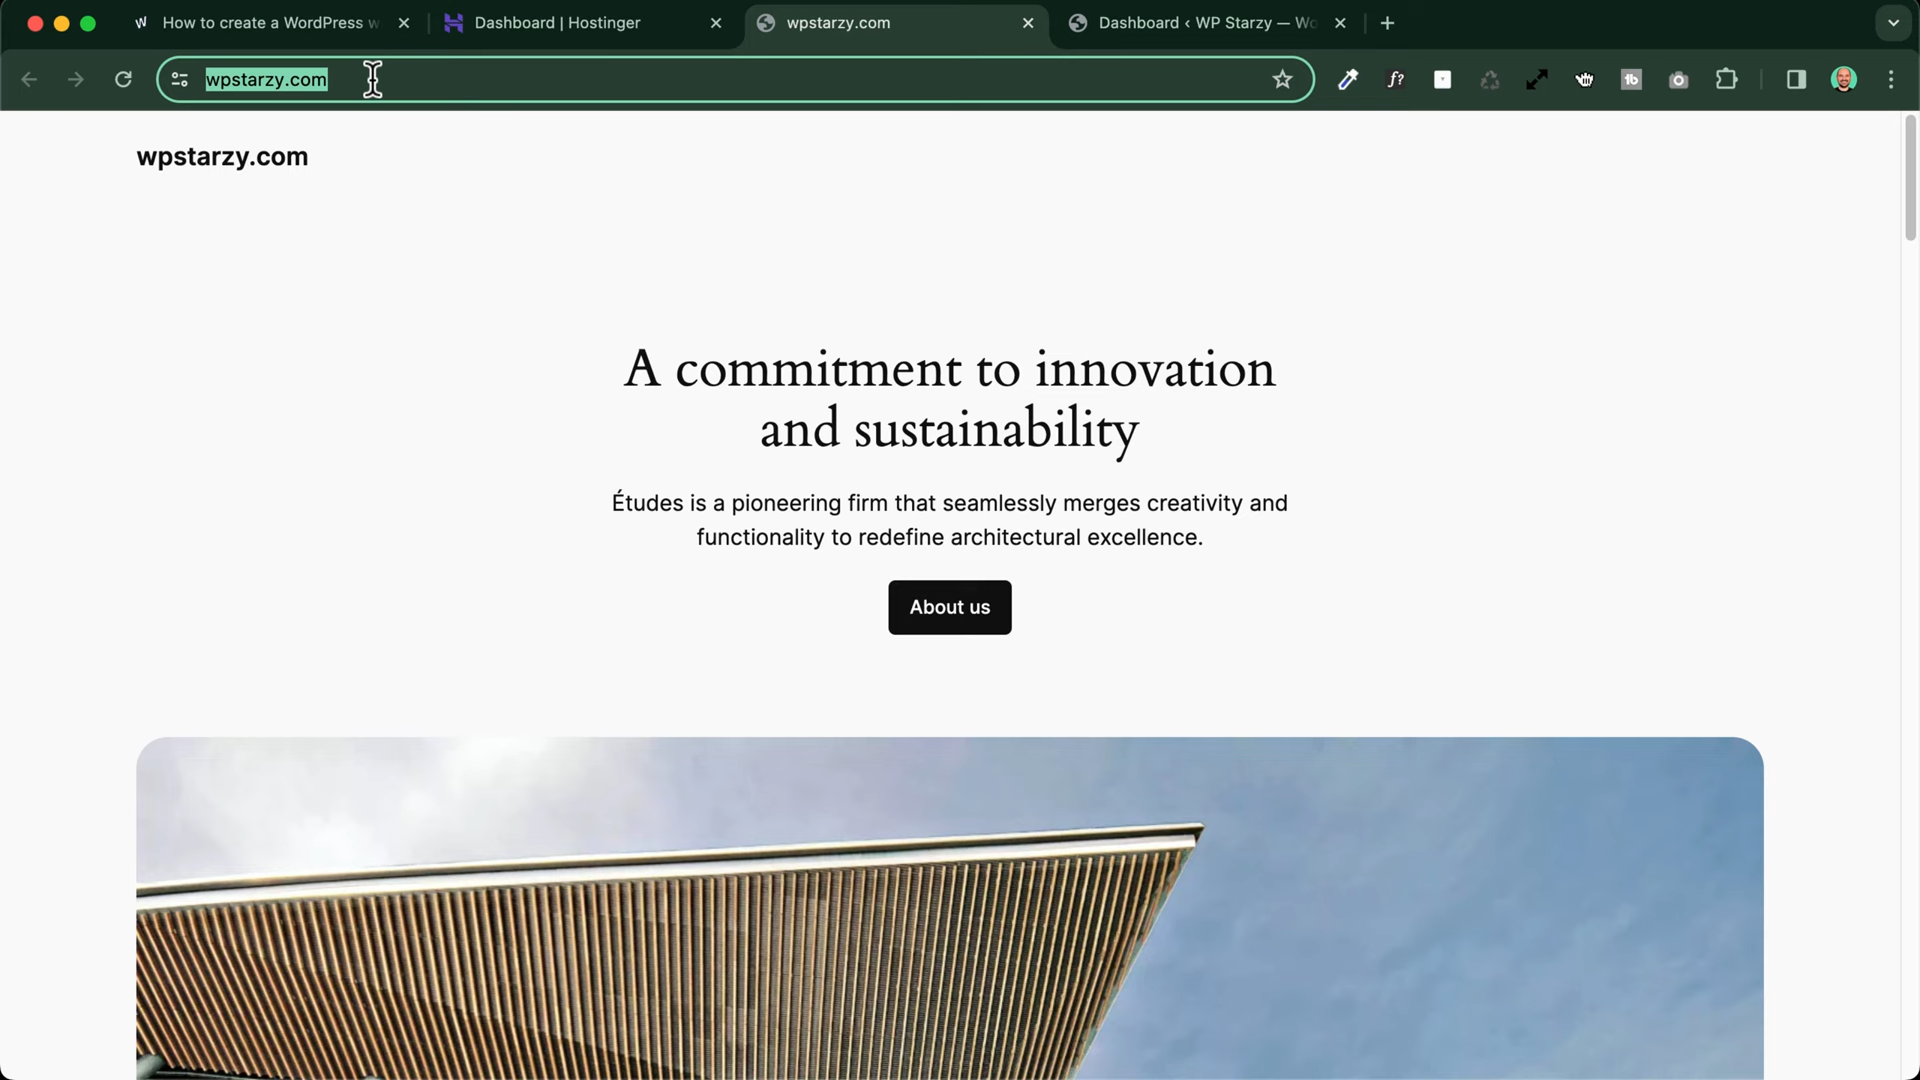 How to create a WordPress w
Dashboard | Hostinger
wpstarzy.com
Dashboard ‹ WP Starzy — Wo
wpstarzy.com
f?
tb
wpstarzy.com
A commitment to innovation
and sustainability
Études is a pioneering firm that seamlessly merges creativity and
functionality to redefine architectural excellence.
About us